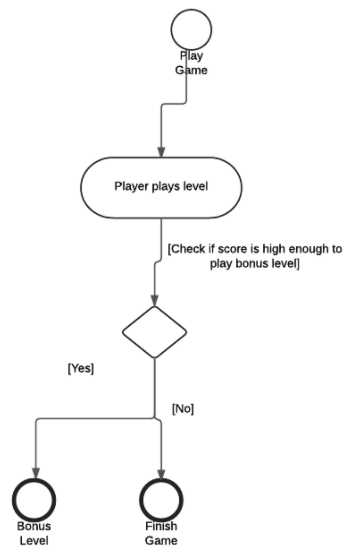 Play
Game
Player plays level
[Check if score is high enough to
play bonus level]
[Yes]
[No]
Bonus
Level
Finish
Game